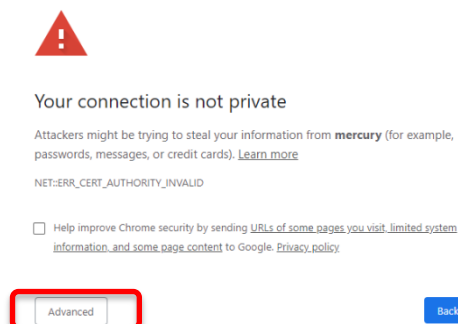 Your connection is not private
Attackers might be trying to steal your information from mercury (for example,
passwords, messages, or credit cards). Learn more
NET::ERR_CERT_AUTHORITY_INVALID
Help improve Chrome security by sending URLs of some pages you visit, limited system
information, and some page content to Google. Privacy policy
Advanced
Back